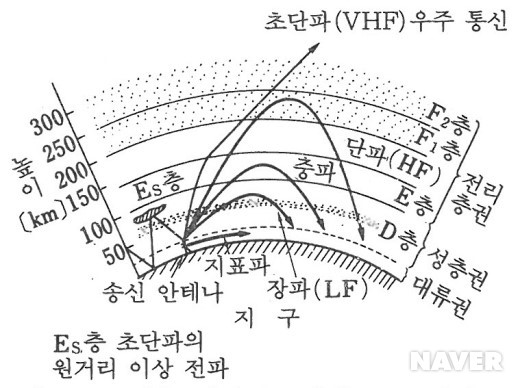 초단파(VHF)우주 통신
300
250
200
150
100
50
높이
[km]
F₂층
F₁층
단파(HF)
전리층권
Es층
중파
E층
D층
성층권
대류권
지표파
송신 안테나
장파(LF)
지 구
Es층 초단파의
원거리 이상 전파
NAVER